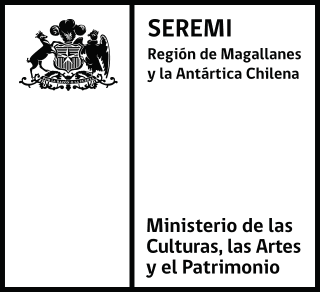 SEREMI
Región de Magallanes
y la Antártica Chilena
Ministerio de las
Culturas, las Artes
y el Patrimonio